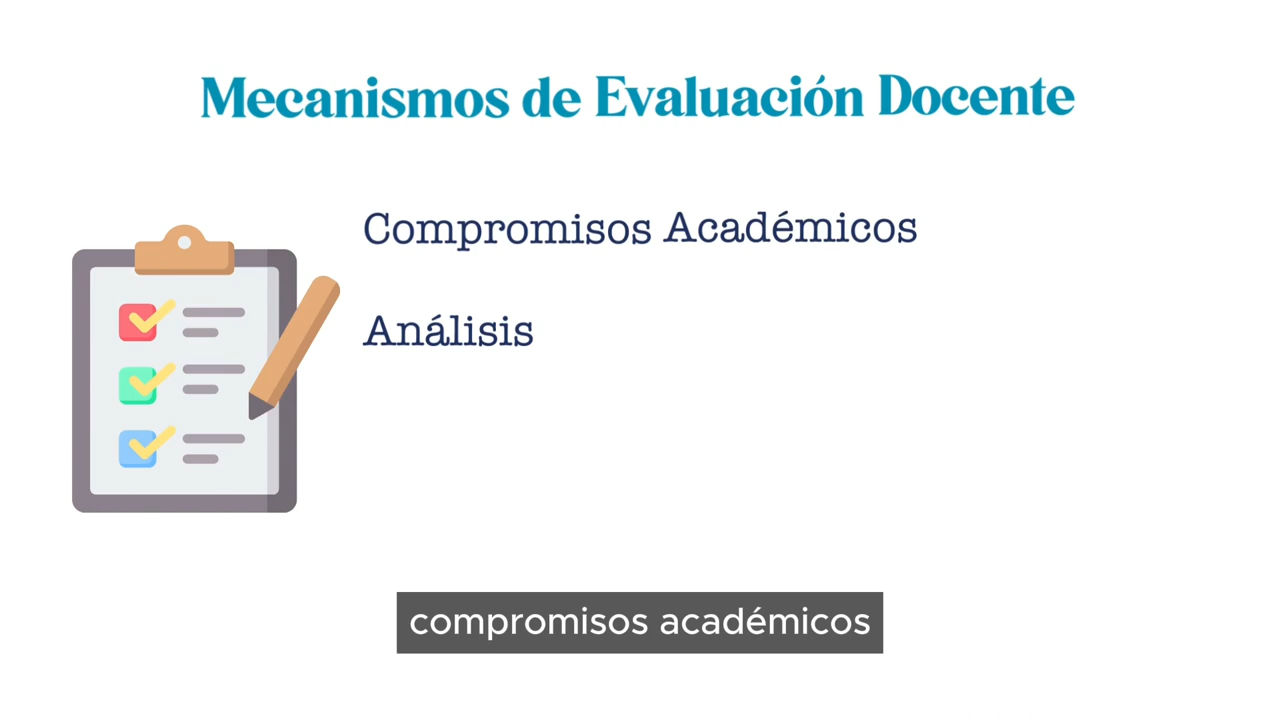 Mecanismos de Evaluación Docente
Compromisos Académicos
Análisis
compromisos académicos